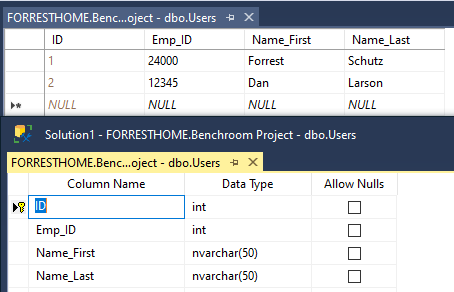 FORRESTHOME.Benc...oject - dbo.Users
ID Emp_ID Name_First Name_Last
1 24000 Forrest Schutz
2 12345 Dan Larson
NULL NULL NULL NULL
Solution1 - FORRESTHOME.Benchroom Project - dbo.Users
FORRESTHOME.Benc...oject - dbo.Users
Column Name Data Type Allow Nulls
ID int
Emp_ID int
Name_First nvarchar(50)
Name_Last nvarchar(50)